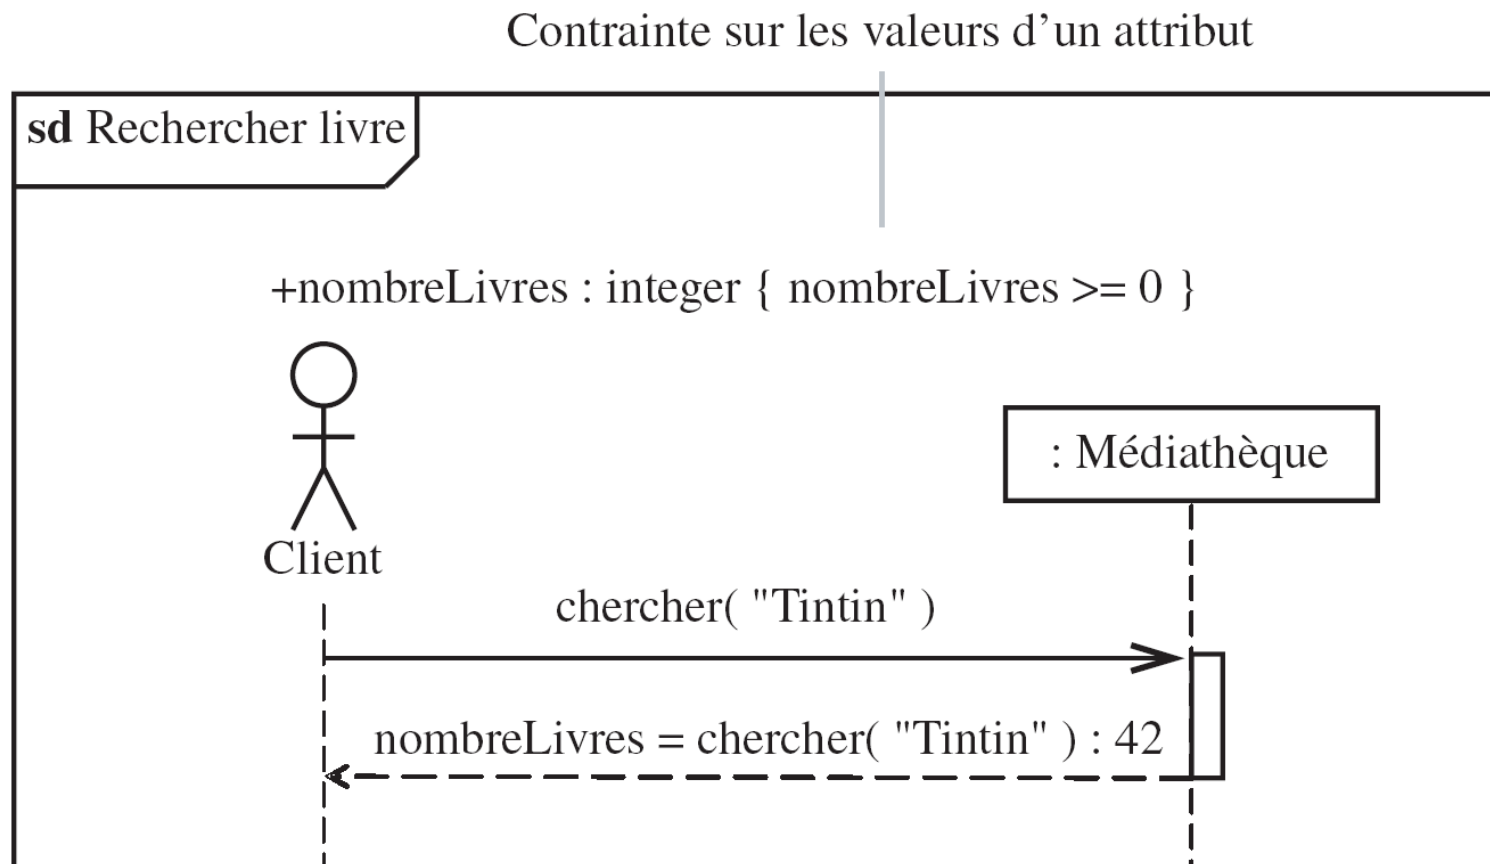 Contrainte sur les valeurs d’un attribut
sd Rechercher livre
+nombreLivres : integer { nombreLivres >= 0 }
: Médiathèque
Client
chercher( "Tintin" )
nombreLivres = chercher( "Tintin" ) : 42